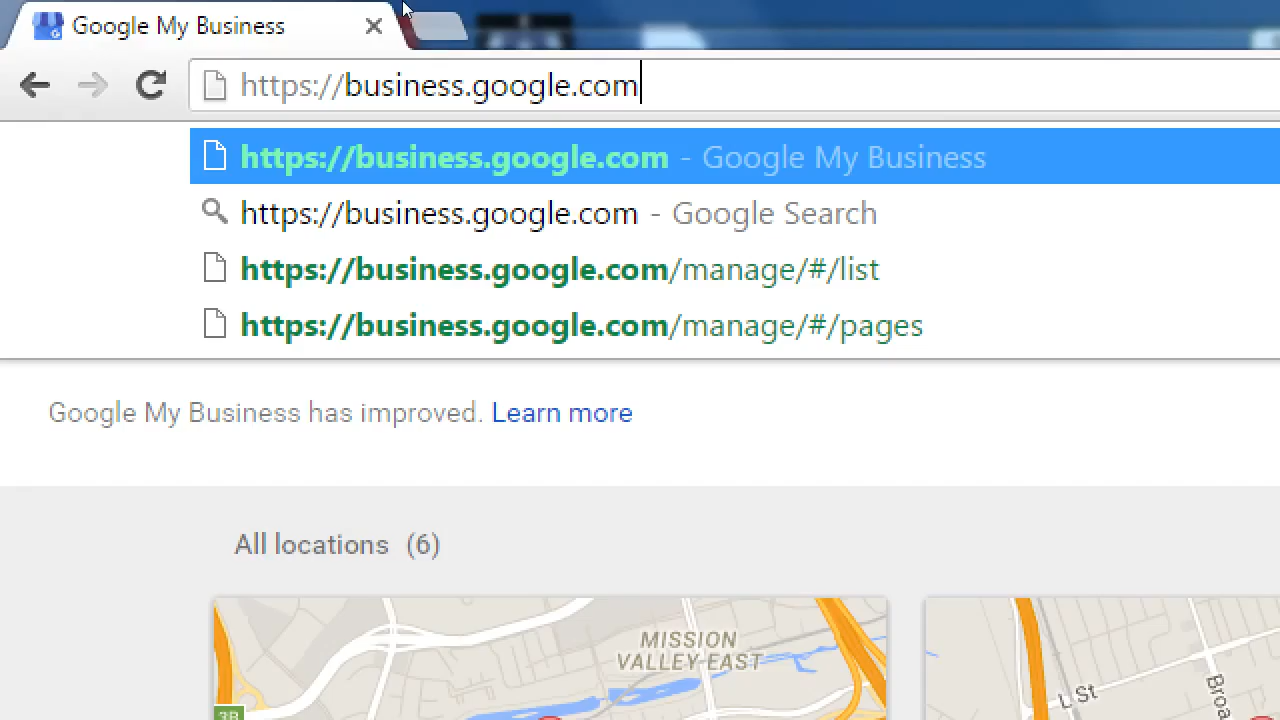 Google My Business
https://business.google.com
https://business.google.com - Google My Business
https://business.google.com - Google Search
https://business.google.com/manage/#/list
https://business.google.com/manage/#/pages
Google My Business has improved. Learn more
All locations (6)
MISSION
VALLEY EAST
L St
Broa
3B